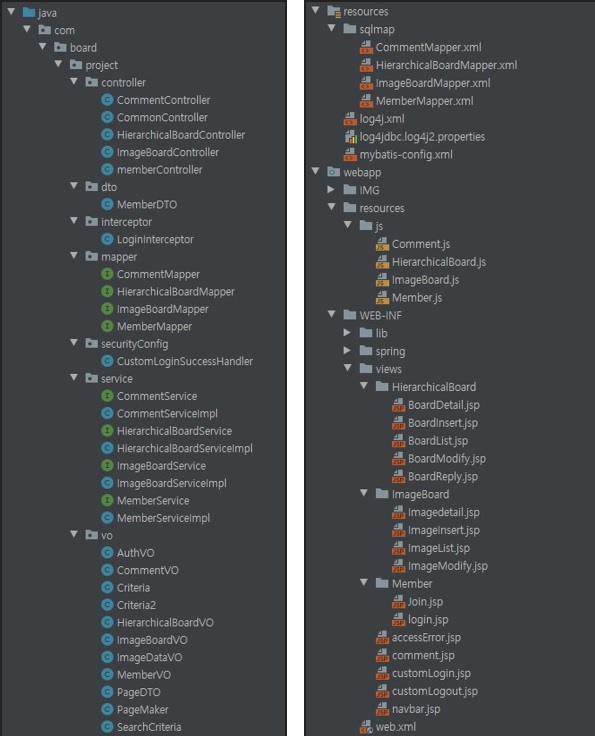 java
com
board
project
controller
CommentController
CommonController
HierarchicalBoardController
ImageBoardController
memberController
dto
MemberDTO
interceptor
LoginInterceptor
mapper
CommentMapper
HierarchicalBoardMapper
ImageBoardMapper
MemberMapper
securityConfig
CustomLoginSuccessHandler
service
CommentService
CommentServiceImpl
HierarchicalBoardService
HierarchicalBoardServiceImpl
ImageBoardService
ImageBoardServiceImpl
MemberService
MemberServiceImpl
vo
AuthVO
CommentVO
Criteria
Criteria2
HierarchicalBoardVO
ImageBoardVO
ImageDataVO
MemberVO
PageDTO
PageMaker
SearchCriteria
resources
sqlmap
CommentMapper.xml
HierarchicalBoardMapper.xml
ImageBoardMapper.xml
MemberMapper.xml
log4j.xml
log4jdbc.log4j2.properties
mybatis-config.xml
webapp
IMG
resources
js
Comment.js
HierarchicalBoard.js
ImageBoard.js
Member.js
WEB-INF
lib
spring
views
HierarchicalBoard
BoardDetail.jsp
BoardInsert.jsp
BoardList.jsp
BoardModify.jsp
BoardReply.jsp
ImageBoard
Imagedetail.jsp
ImageInsert.jsp
ImageList.jsp
ImageModify.jsp
Member
Join.jsp
login.jsp
accessError.jsp
comment.jsp
customLogin.jsp
customLogout.jsp
navbar.jsp
web.xml